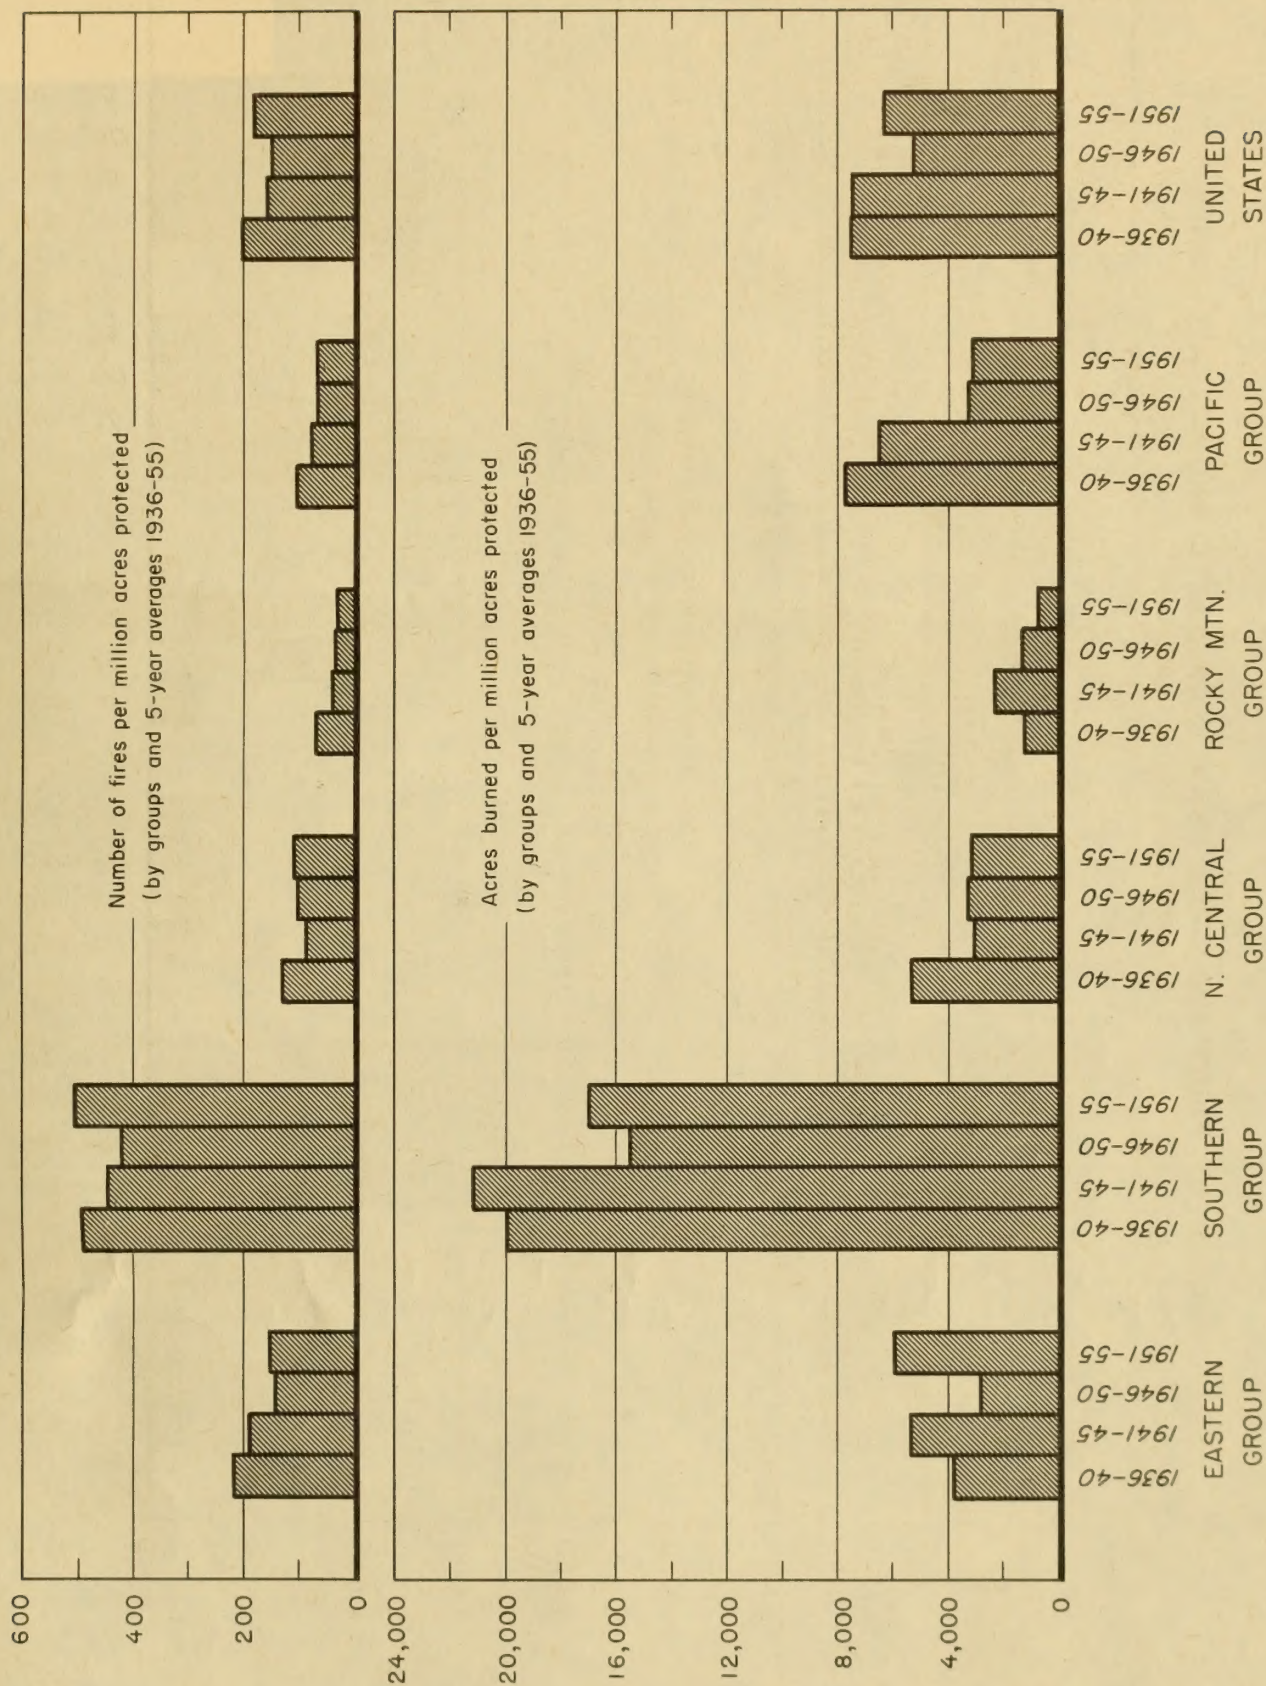 600
400
200
0
Number of fires per million acres protected
(by groups and 5-year averages 1936-55)
24,000
20,000
16,000
12,000
8,000
4,000
0
Acres burned per million acres protected
(by groups and 5-year averages 1936-55)
1936-40
1941-45
1946-50
1951-55
EASTERN
GROUP
1936-40
1941-45
1946-50
1951-55
SOUTHERN
GROUP
1936-40
1941-45
1946-50
1951-55
N. CENTRAL
GROUP
1936-40
1941-45
1946-50
1951-55
ROCKY MTN.
GROUP
1936-40
1941-45
1946-50
1951-55
PACIFIC
GROUP
1936-40
1941-45
1946-50
1951-55
UNITED
STATES